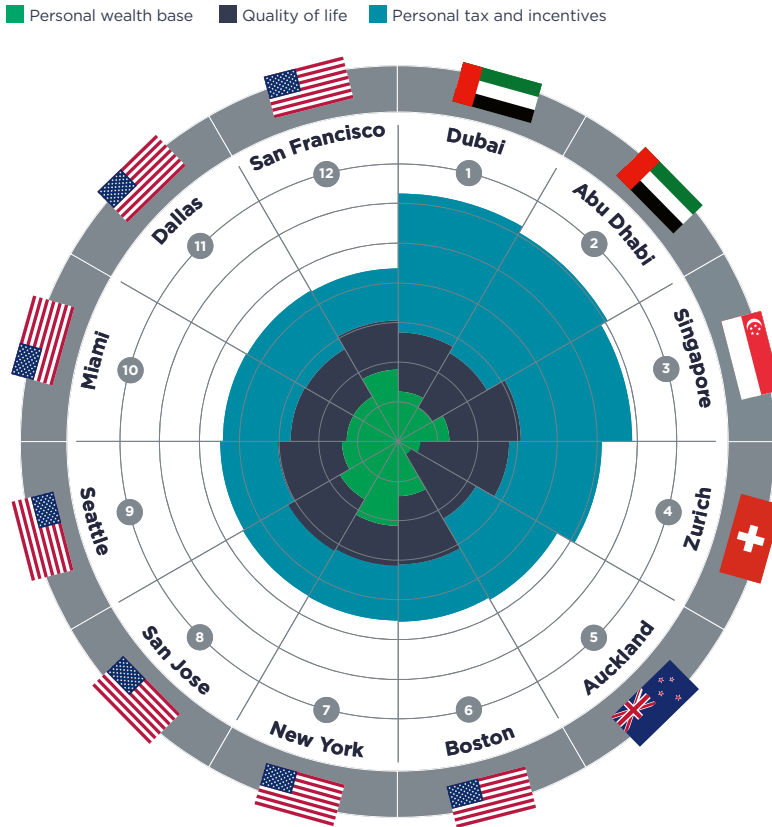 Personal wealth base Quality of life Personal tax and incentives
Dubai
1
Abu Dhabi
2
Singapore
3
Zurich
4
Auckland
5
Boston
6
New York
7
San Jose
8
Seattle
9
Miami
10
Dallas
11
San Francisco
12